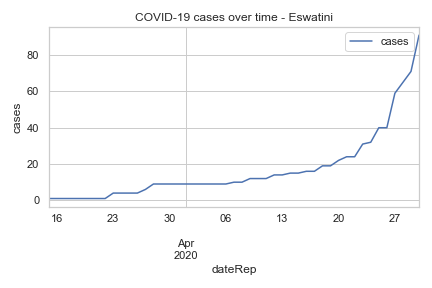 COVID-19 cases over time - Eswatini
cases
80
60
40
20
0
cases
16 23 30 06 13 20 27
Apr
2020
dateRep